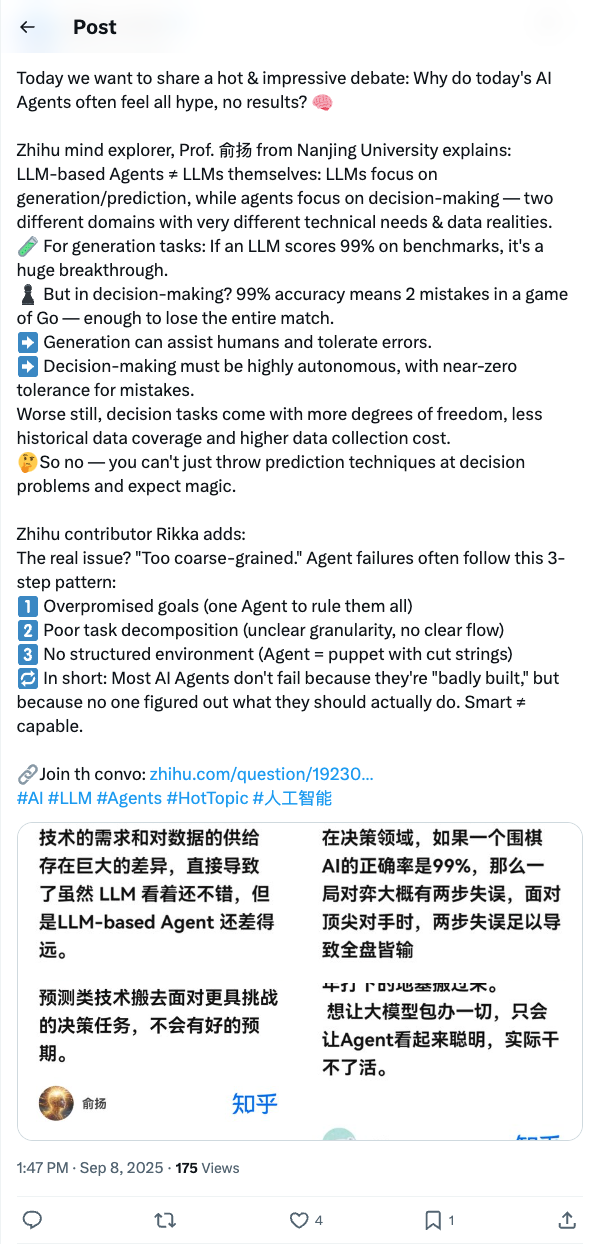 Post
Today we want to share a hot & impressive debate: Why do today's AI
Agents often feel all hype, no results? 🧠
Zhihu mind explorer, Prof. 俞扬 from Nanjing University explains:
LLM-based Agents ≠ LLMs themselves: LLMs focus on
generation/prediction, while agents focus on decision-making — two
different domains with very different technical needs & data realities.
🧪 For generation tasks: If an LLM scores 99% on benchmarks, it's a
huge breakthrough.
♟️ But in decision-making? 99% accuracy means 2 mistakes in a game
of Go — enough to lose the entire match.
➡️ Generation can assist humans and tolerate errors.
➡️ Decision-making must be highly autonomous, with near-zero
tolerance for mistakes.
Worse still, decision tasks come with more degrees of freedom, less
historical data coverage and higher data collection cost.
🤔So no — you can't just throw prediction techniques at decision
problems and expect magic.
Zhihu contributor Rikka adds:
The real issue? "Too coarse-grained." Agent failures often follow this 3-
step pattern:
1️⃣ Overpromised goals (one Agent to rule them all)
2️⃣ Poor task decomposition (unclear granularity, no clear flow)
3️⃣ No structured environment (Agent = puppet with cut strings)
🔁 In short: Most AI Agents don't fail because they're "badly built," but
because no one figured out what they should actually do. Smart ≠
capable.
🔗Join th convo: zhihu.com/question/19230...
#AI #LLM #Agents #HotTopic #人工智能
技术的需求和对数据的供给
存在巨大的差异，直接导致
了虽然 LLM 看着还不错，但
是LLM-based Agent 还差得
远。
预测类技术搬去面对更具挑战
的决策任务，不会有好的预
期。
俞扬
知乎
在决策领域，如果一个围棋
AI的正确率是99%，那么一
局对弈大概有两步失误，面对
顶尖对手时，两步失误足以导
致全盘皆输
年打下的地基搬过来。
想让大模型包办一切，只会
让Agent看起来聪明，实际干
不了活。
知乎
1:47 PM · Sep 8, 2025 · 175 Views
4
1